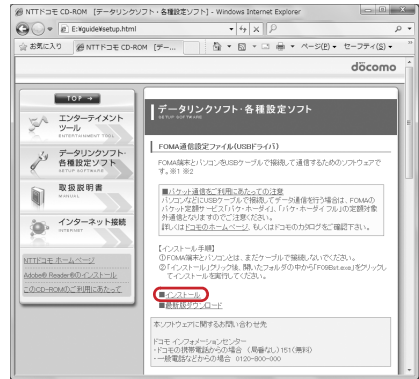 NTTドコモ CD-ROM [データリンクソフト・各種設定ソフト] - Windows Internet Explorer
E:¥guide¥setup.html
お気に入り
NTTドコモ CD-ROM [デー...
ページ(P)
セーフティ(S)
döcomo
TOP →
エンターテイメント
ツール
ENTERTAINMENT TOOL
データリンクソフト・
各種設定ソフト
SETUP SOFTWARE
取扱説明書
MANUAL
インターネット接続
INTERNET
NTTドコモ ホームページ
Adobe® Reader®のインストール
このCD-ROMのご利用にあたって
データリンクソフト・各種設定ソフト
SETUP SOFTWARE
FOMA通信設定ファイル(USBドライバ)
FOMA端末とパソコンをUSBケーブルで接続して通信するためのソフトウェアで
す。※1 ※2
■パケット通信をご利用にあたっての注意
パソコンなどにUSBケーブルで接続してデータ通信を行う場合は、FOMAの
パケット定額サービス「パケ・ホーダイ」、「パケ・ホーダイフル」の定額対象
外通信となりますのでご注意ください。
詳しくはドコモのホームページ、もしくはドコモのカタログをご確認下さい。
【インストール手順】
①FOMA端末とパソコンとは、まだケーブルで接続しないでください。
②「インストール」クリック後、開いたフォルダの中から「F09Bst.exe」をクリックし
てインストールを実行してください。
■インストール
■最新版ダウンロード
本ソフトウェアに関するお問い合わせ先
ドコモ インフォメーションセンター
・ドコモの携帯電話からの場合 (局番なし)151(無料)
・一般電話などからの場合 0120-800-000